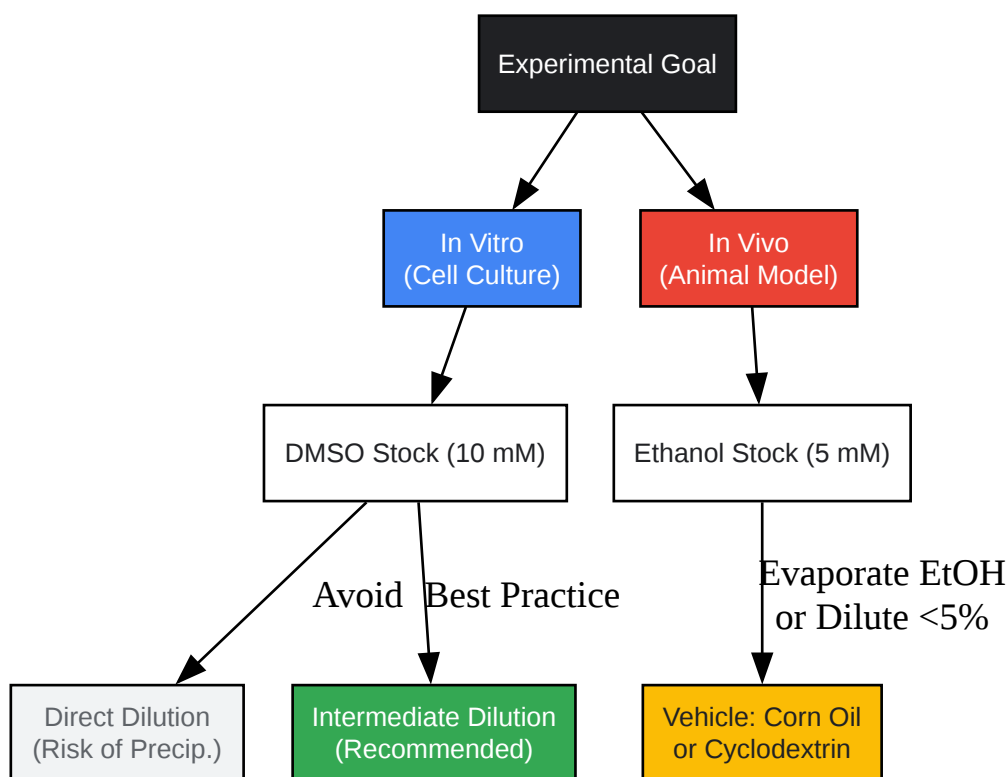 Experimental Goal
In Vitro
(Cell Culture)
In Vivo
(Animal Model)
DMSO Stock (10 mM)
Ethanol Stock (5 mM)
Avoid
Best Practice
Evaporate EtOH
or Dilute <5%
Direct Dilution
(Risk of Precip.)
Intermediate Dilution
(Recommended)
Vehicle: Corn Oil
or Cyclodextrin